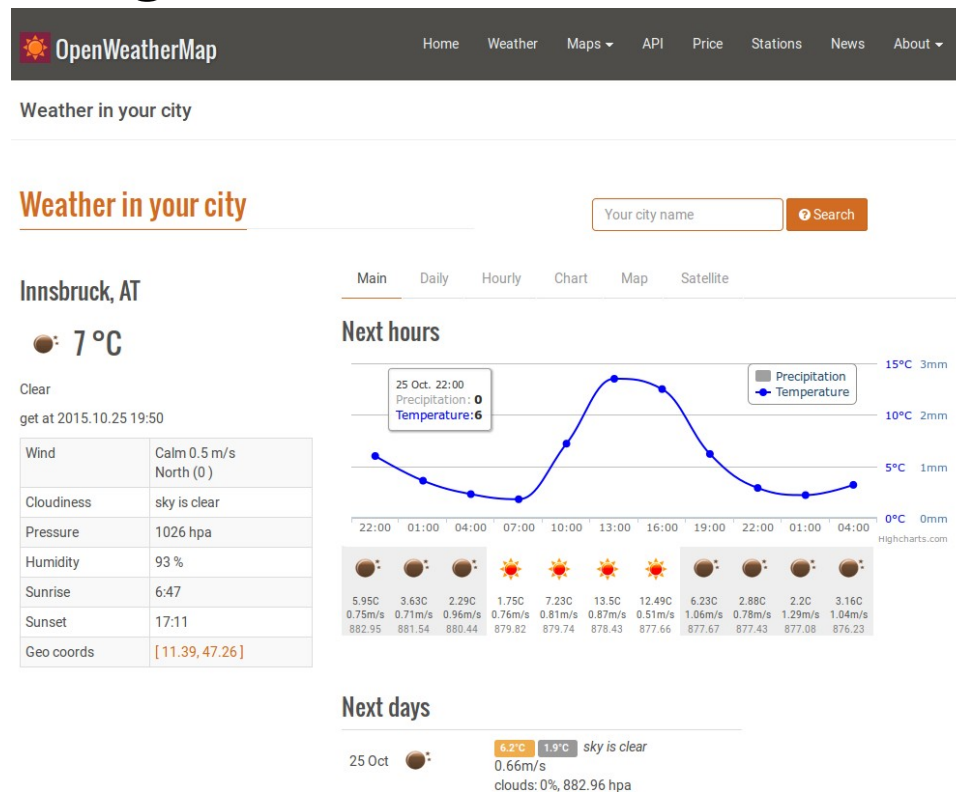 OpenWeatherMap
Home Weather Maps API Price Stations News About
Weather in your city
Weather in your city
Your city name
Search
Innsbruck, AT
7 °C
Clear
get at 2015.10.25 19:50
Wind Calm 0.5 m/s
North (0 )
Cloudiness sky is clear
Pressure 1026 hpa
Humidity 93 %
Sunrise 6:47
Sunset 17:11
Geo coords [ 11.39, 47.26 ]
Main Daily Hourly Chart Map Satellite
Next hours
25 Oct. 22:00
Precipitation: 0
Temperature:6
Precipitation
Temperature
15°C 3mm
10°C 2mm
5°C 1mm
0°C 0mm
22:00 01:00 04:00 07:00 10:00 13:00 16:00 19:00 22:00 01:00 04:00
Highcharts.com
5.95C 3.63C 2.29C 1.75C 7.23C 13.5C 12.49C 6.23C 2.88C 2.2C 3.16C
0.75m/s 0.71m/s 0.96m/s 0.76m/s 0.81m/s 0.87m/s 0.51m/s 1.06m/s 0.78m/s 1.29m/s 1.04m/s
882.95 881.54 880.44 879.82 879.74 878.43 877.66 877.67 877.43 877.08 876.23
Next days
25 Oct
6.2°C 1.9°C sky is clear
0.66m/s
clouds: 0%, 882.96 hpa